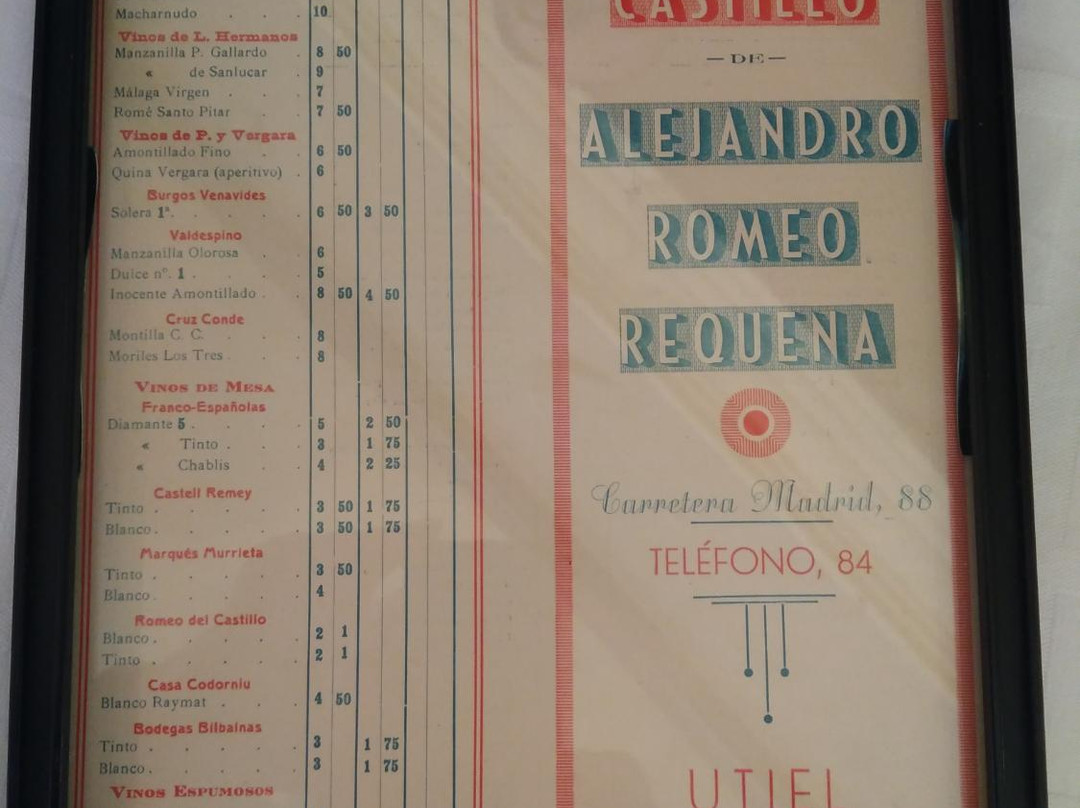 Macharnudo . . . 10
Vinos de L. Hermanos
Manzanilla P. Gallardo . 8 50
« de Sanlucar . 9
Málaga Virgen . . . 7
Romé Santo Pitar . . 7 50
Vinos de P. y Vergara
Amontillado Fino . . 6 50
Quina Vergara (aperitivo) . 6
Burgos Venavides
Solera 1ª. . . . . 6 50 3 50
Valdespino
Manzanilla Olorosa . . 6
Dulce nº. 1 . . . . 5
Inocente Amontillado . . 8 50 4 50
Cruz Conde
Montilla C. C. . . . 8
Moriles Los Tres . . . 8
VINOS DE MESA
Franco-Españolas
Diamante 5 . . . . 5 2 50
« Tinto . . . 3 1 75
« Chablis . . 4 2 25
Castell Remey
Tinto . . . . . 3 50 1 75
Blanco . . . . . 3 50 1 75
Marqués Murrieta
Tinto . . . . . 3 50
Blanco . . . . . 4
Romeo del Castillo
Blanco . . . . . 2 1
Tinto . . . . . 2 1
Casa Codorniu
Blanco Raymat . . . 4 50
Bodegas Bilbainas
Tinto . . . . . 3 1 75
Blanco . . . . . 3 1 75
VINOS ESPUMOSOS
CASTILLO
DE
ALEJANDRO
ROMEO
REQUENA
Carretera Madrid, 88
TELÉFONO, 84
UTIEL